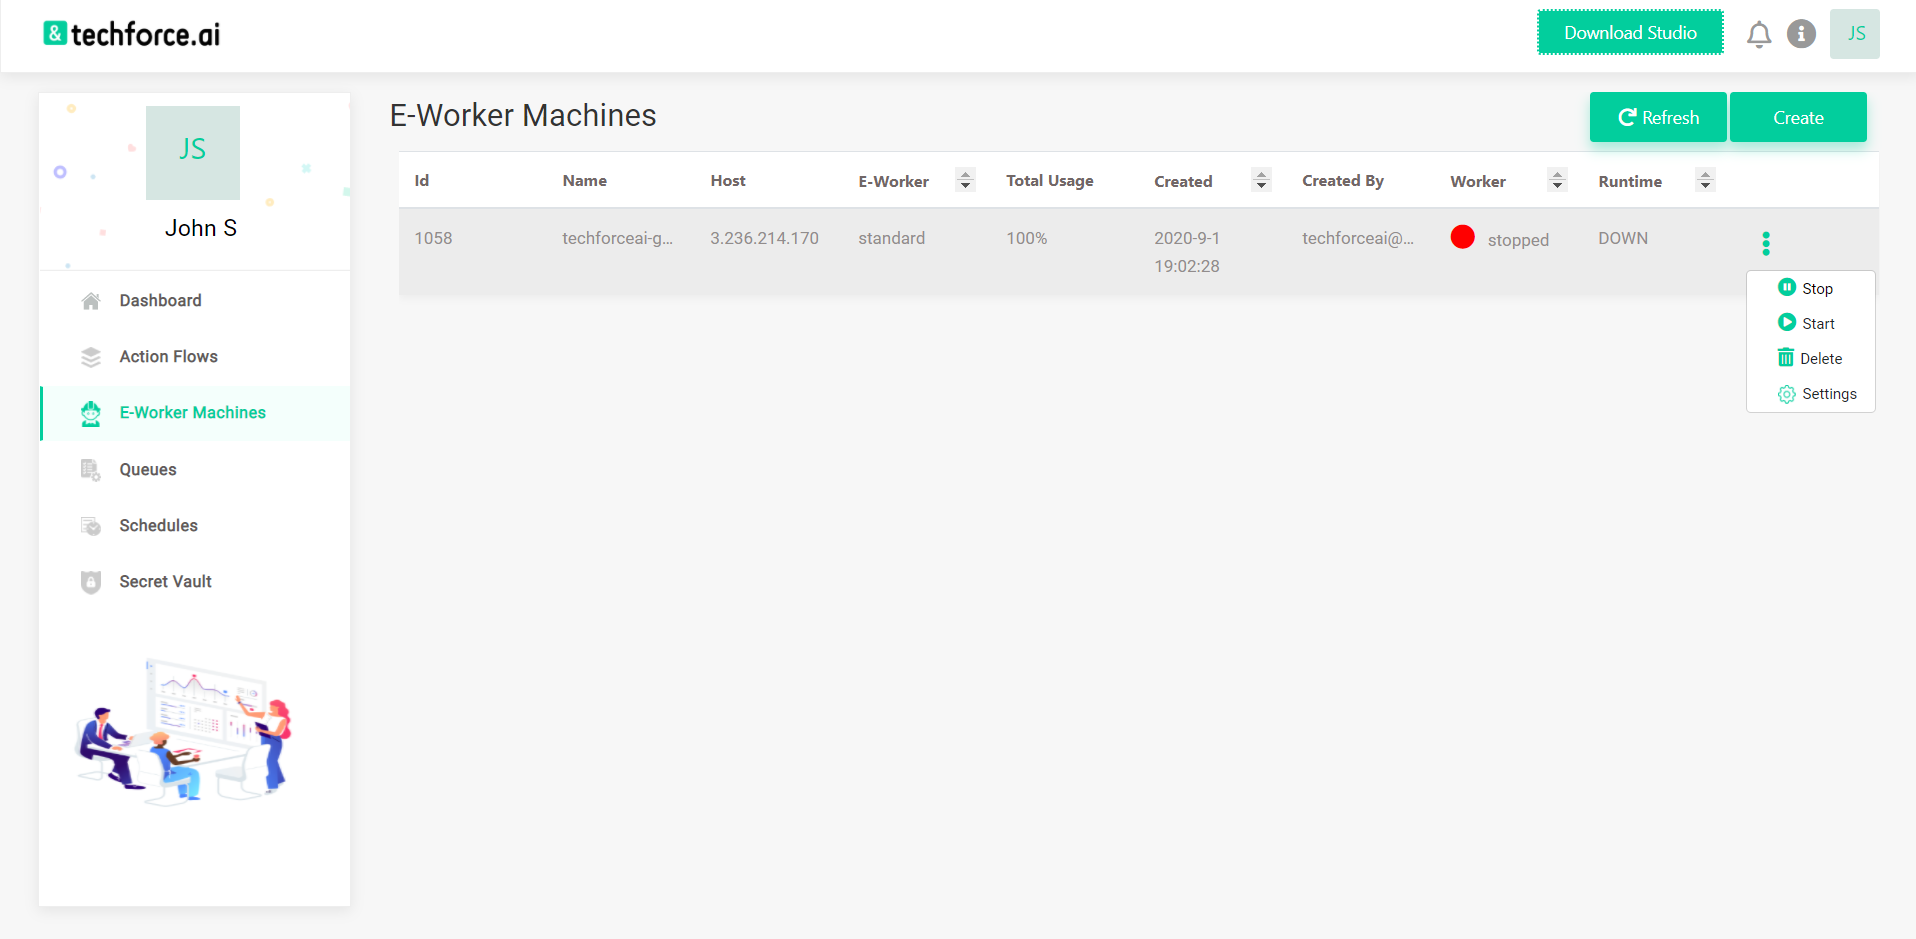 & techforce.ai
Download Studio
JS
JS
John S
Dashboard
Action Flows
E-Worker Machines
Queues
Schedules
Secret Vault
E-Worker Machines
Refresh
Create
Id Name Host E-Worker Total Usage Created Created By Worker Runtime
1058 techforceai-g... 3.236.214.170 standard 100% 2020-9-1 techforceai@... stopped DOWN
19:02:28
Stop
Start
Delete
Settings